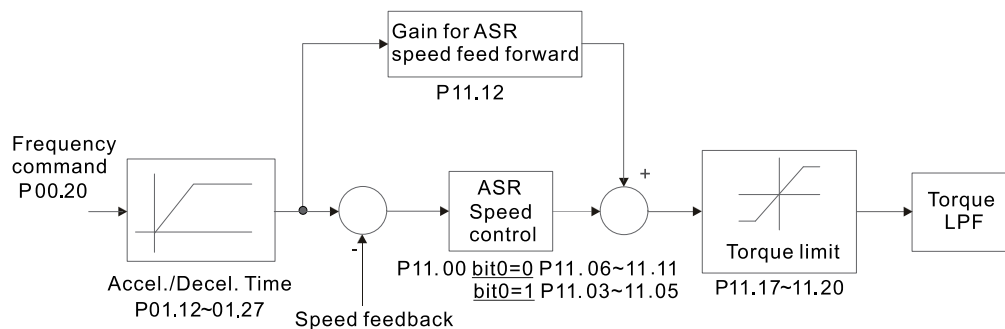 Gain for ASR
speed feed forward
P11.12
Frequency
command
P00.20
Accel./Decel. Time
P01.12~01.27
-
Speed feedback
ASR
Speed
control
P11.00 bit0=0 P11.06~11.11
bit0=1 P11.03~11.05
+
Torque limit
P11.17~11.20
Torque
LPF